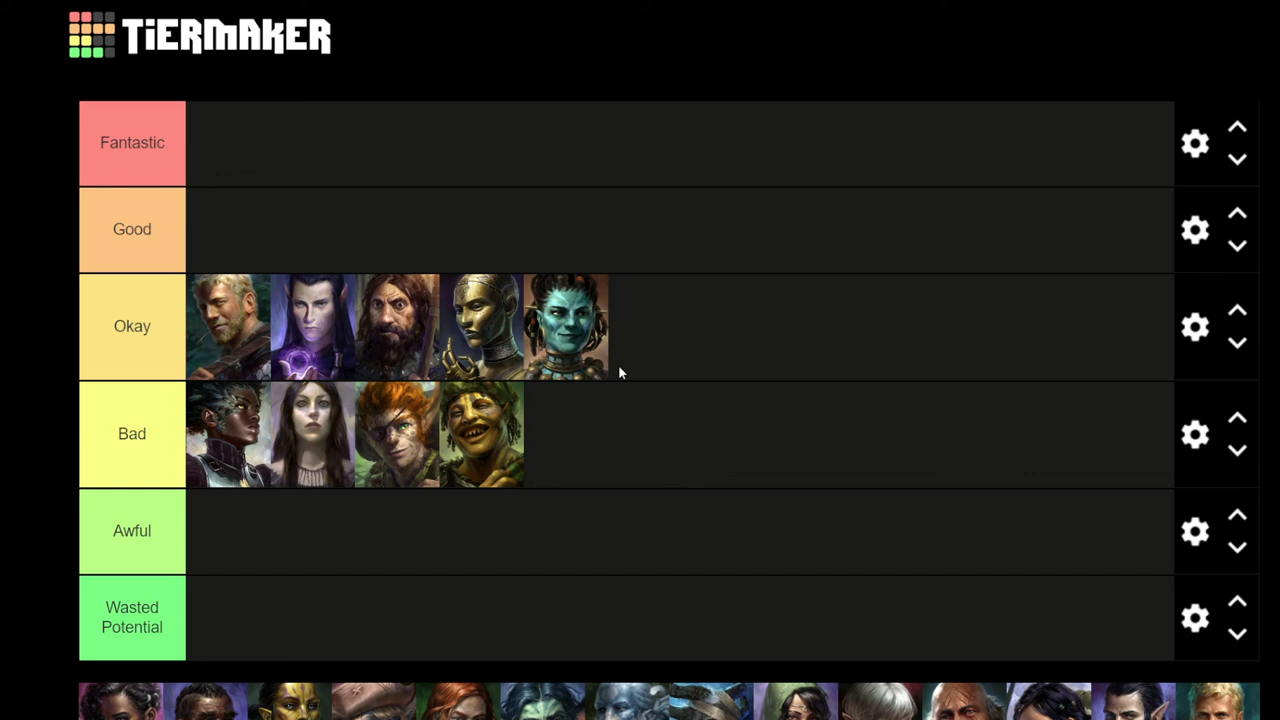 TiERMAKER
Fantastic
Good
Okay
Bad
Awful
Wasted
Potential